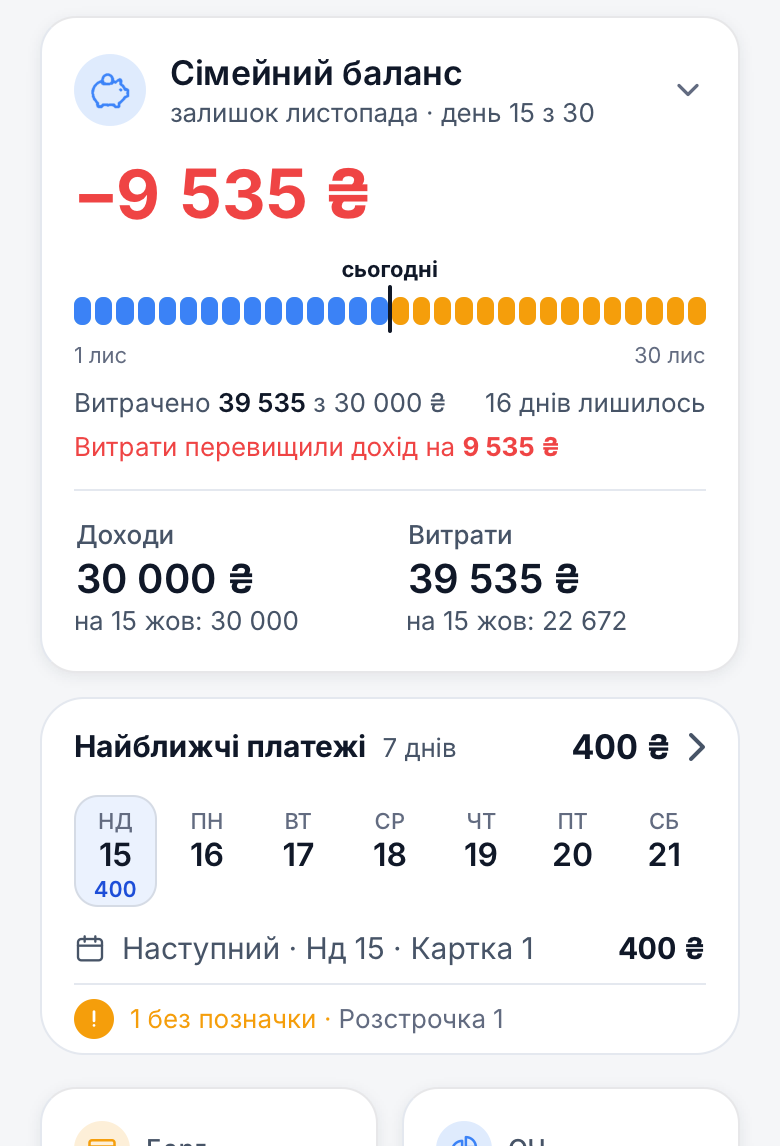 Сімейний баланс
залишок листопада · день 15 з 30
–9 535 ₴
сьогодні
1 лис 30 лис
Витрачено 39 535 з 30 000 ₴ 16 днів лишилось
Витрати перевищили дохід на 9 535 ₴
Доходи Витрати
30 000 ₴ 39 535 ₴
на 15 жов: 30 000 на 15 жов: 22 672
Найближчі платежі 7 днів 400 ₴
НД ПН ВТ СР ЧТ ПТ СБ
15 16 17 18 19 20 21
400
Наступний · Нд 15 · Картка 1 400 ₴
! 1 без позначки · Розстрочка 1